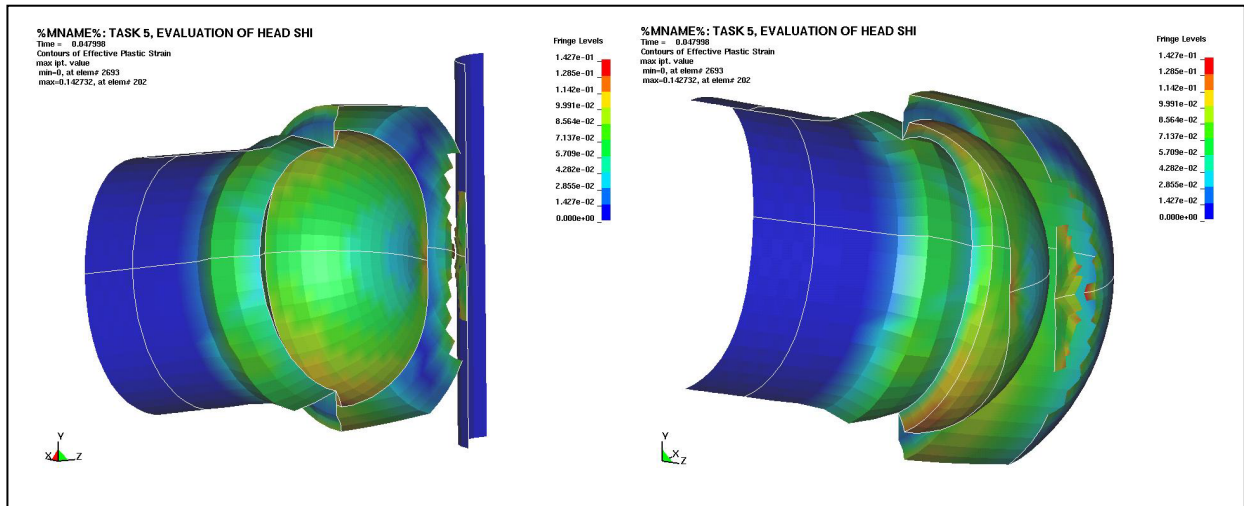 %MNAME%: TASK 5, EVALUATION OF HEAD SHI
Time = 0.047998
Contours of Effective Plastic Strain
max ipt. value
min=0, at elem# 2693
max=0.142732, at elem# 202
Fringe Levels
1.427e-01
1.285e-01
1.142e-01
9.991e-02
8.564e-02
7.137e-02
5.709e-02
4.282e-02
2.855e-02
1.427e-02
0.000e+00
Y
X
Z
%MNAME%: TASK 5, EVALUATION OF HEAD SHI
Time = 0.047998
Contours of Effective Plastic Strain
max ipt. value
min=0, at elem# 2693
max=0.142732, at elem# 202
Fringe Levels
1.427e-01
1.285e-01
1.142e-01
9.991e-02
8.564e-02
7.137e-02
5.709e-02
4.282e-02
2.855e-02
1.427e-02
0.000e+00
Y
X
Z